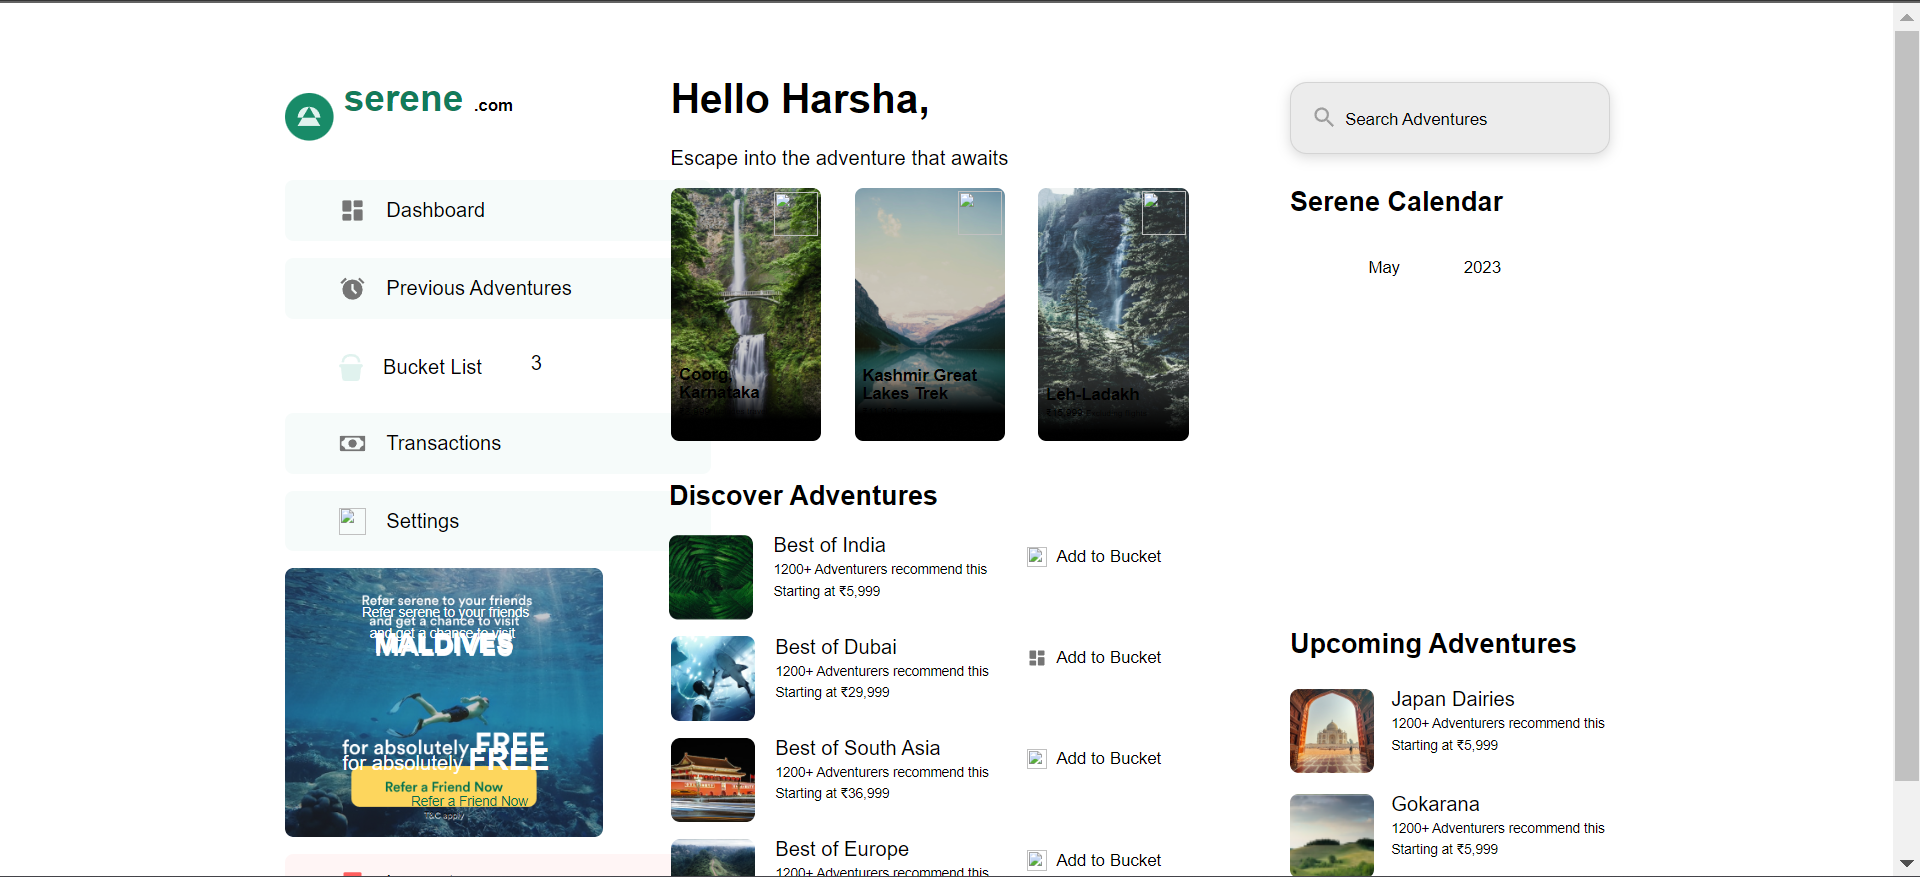 serene .com
Dashboard
Previous Adventures
Bucket List 3
Transactions
Settings
Refer serene to your friends
Refer serene to your friends
and get a chance to visit
and get a chance to visit
MALDIVES
MALDIVES
for absolutely FREE
for absolutely FREE
Refer a Friend Now
Refer a Friend Now
T&C apply
Hello Harsha,
Escape into the adventure that awaits
Coorg,
Karnataka
Kashmir Great
Lakes Trek
Leh-Ladakh
Discover Adventures
Best of India
1200+ Adventurers recommend this
Starting at ₹5,999
Add to Bucket
Best of Dubai
1200+ Adventurers recommend this
Starting at ₹29,999
Add to Bucket
Best of South Asia
1200+ Adventurers recommend this
Starting at ₹36,999
Add to Bucket
Best of Europe
1200+ Adventurers recommend this
Add to Bucket
Search Adventures
Serene Calendar
May 2023
Upcoming Adventures
Japan Dairies
1200+ Adventurers recommend this
Starting at ₹5,999
Gokarana
1200+ Adventurers recommend this
Starting at ₹5,999